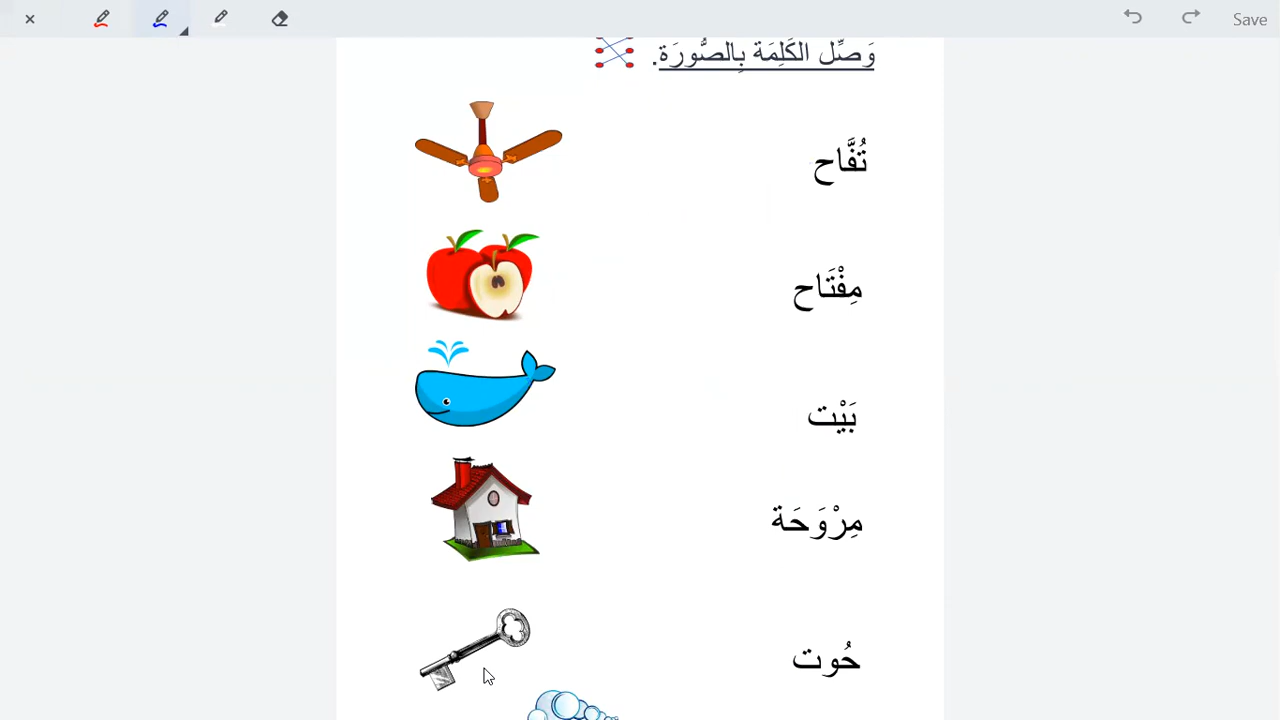 Save
وَصِّل الكَلِمَة بِالصُّورَة.
تُفَّاح
مِفْتَاح
بَيْت
مِرْوَحَة
حُوت